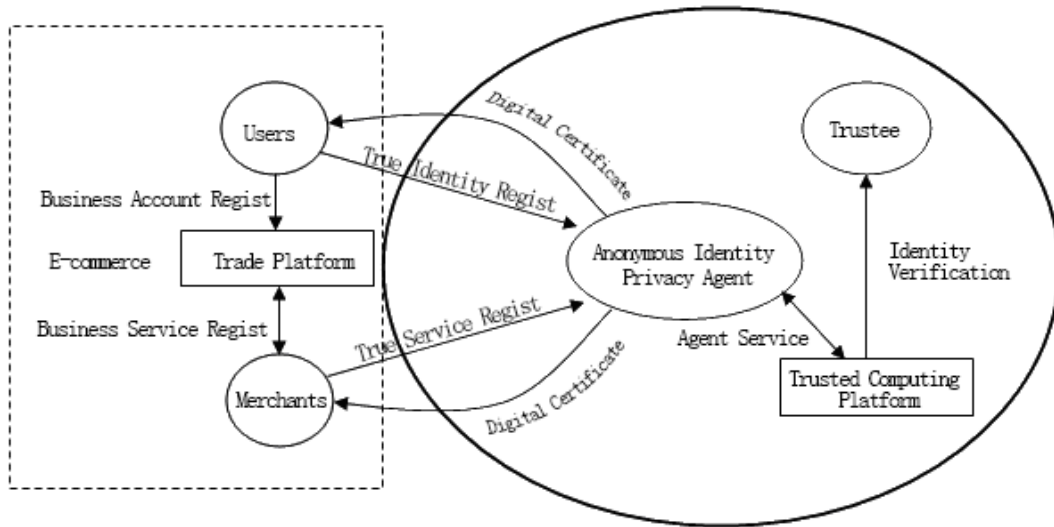 Users
Digital Certificate
Trustee
True Identity Regist
Business Account Regist
E-commerce
Trade Platform
Anonymous Identity
Privacy Agent
Identity
Verification
Business Service Regist
True Service Regist
Agent Service
Merchants
Digital Certificate
Trusted Computing
Platform